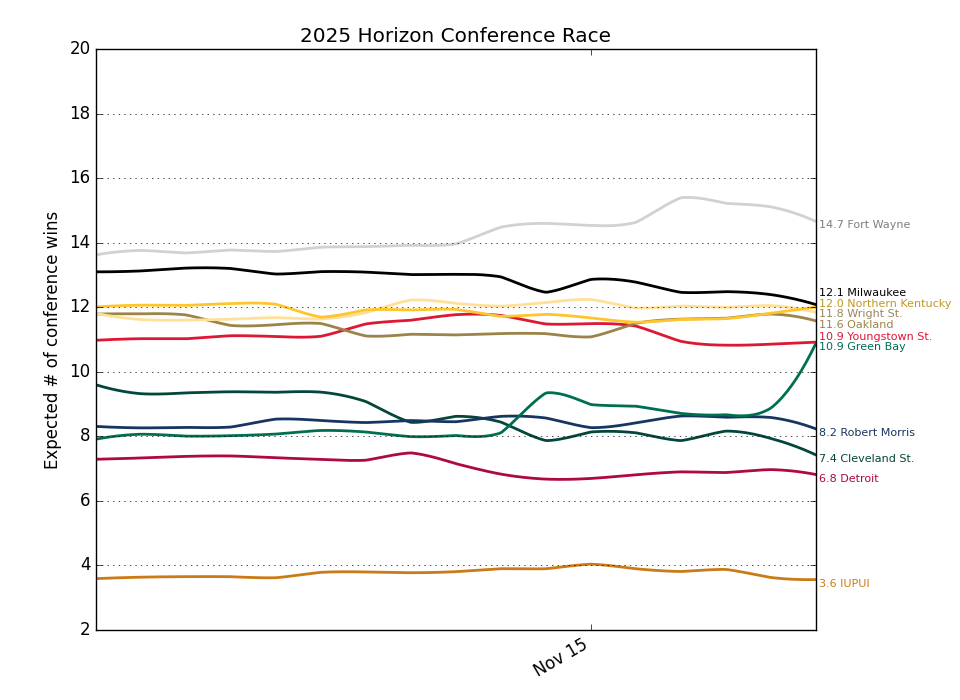 2025 Horizon Conference Race
Expected # of conference wins
20
18
16
14
12
10
8
6
4
2
Nov 15
14.7 Fort Wayne
12.1 Milwaukee
12.0 Northern Kentucky
11.8 Wright St.
11.6 Oakland
10.9 Youngstown St.
10.9 Green Bay
8.2 Robert Morris
7.4 Cleveland St.
6.8 Detroit
3.6 IUPUI